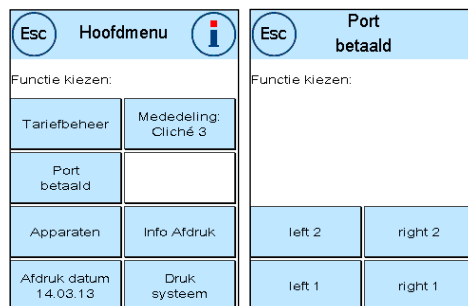 Esc
Hoofdmenu
i
Functie kiezen:
Tariefbeheer
Mededeling:
Cliché 3
Port
betaald
Apparaten
Info Afdruk
Afdruk datum
14.03.13
Druk
systeem
Esc
Port
betaald
Functie kiezen:
left 2
right 2
left 1
right 1